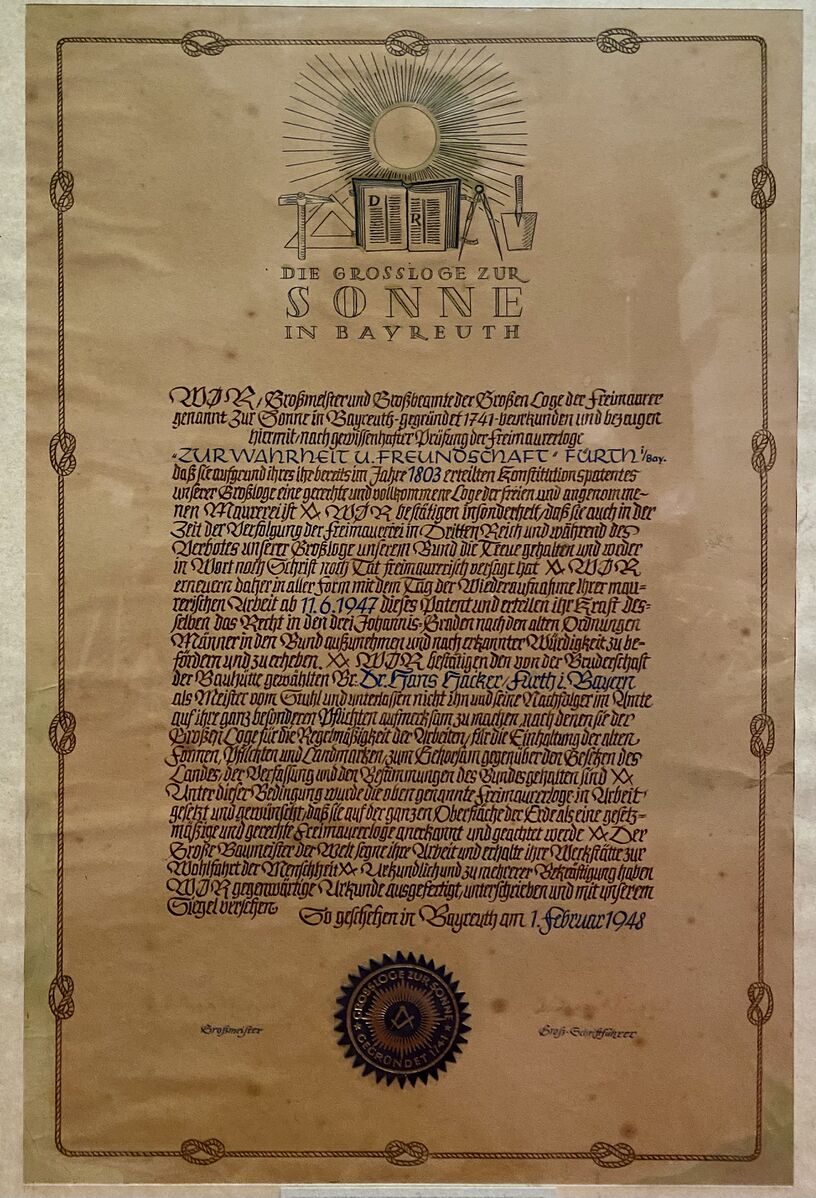 D
R
DIE GROSSLOGE ZUR
SONNE
IN BAYREUTH
WIR, Großmeister und Großbeamte der Großen Loge der Freimaurer
genannt Zur Sonne in Bayreuth-gegründet 1741-beurkunden und bezeugen
hiermit, nach gewissenhafter Prüfung der Freimaurerloge
"ZUR WAHRHEIT U. FREUNDSCHAFT" FÜRTH i/Bay.
daß sie aufgrund ihres ihr bereits im Jahre 1803 erteilten Konstitutionspatentes
unserer Großloge eine gerechte und vollkommene Loge der freien und angenomme-
nen Maurerei ist WIR bestätigen insonderheit, daß sie auch in der
Zeit der Verfolgung der Freimaurerei in Dritten Reich und während des
Verbotes unserer Großloge unserem Bund die Treue gehalten und weder
in Wort noch Schrift noch Tat freimaurerisch versagt hat WIR
erneuern daher in aller Form mit dem Tag der Wiederaufnahme Ihrer mau-
rerischen Arbeit ab 11.6.1947 dieses Patent und erteilen ihr Kraft des-
selben das Recht in den drei Johannis-Graden nach den alten Ordnungen
Männer in den Bund aufzunehmen und nach erkannter Würdigkeit zu be-
fördern und zu erheben. WIR bestätigen den von der Bruderschaft
der Bauhütte gewählten Br. Dr. Hans Hacker, Fürth i. Bayern
als Meister vom Stuhl und unterlassen nicht ihn und seine Nachfolger im Amte
auf ihre ganz besonderen Pflichten aufmerksam zu machen, nach denen sie der
Großen Loge für die Regelmäßigkeit der Arbeiten, für die Einhaltung der alten
Formen, Pflichten und Landmarken, zum Gehorsam gegenüber den Gesetzen des
Landes, der Verfassung und den Bestimmungen des Bundes gehalten sind
Unter dieser Bedingung wurde die oben genannte Freimaurerloge in Arbeit
gesetzt und gewünscht, daß sie auf der ganzen Oberfläche der Erde als eine gesetz-
mäßige und gerechte Freimaurerloge anerkannt und geachtet werde Der
Große Baumeister der Welt segne ihre Arbeit und erhalte ihre Werkstätte zur
Wohlfahrt der Menschheit Urkundlich und zu mehrerer Bekräftigung haben
WIR gegenwärtige Urkunde ausgefertigt, unterschrieben und mit unserem
Siegel versehen. So geschehen in Bayreuth am 1. Februar 1948
GROSSLOGE ZUR SONNE
GEGRÜNDET 1741
Großmeister
Groß-Schriftführer